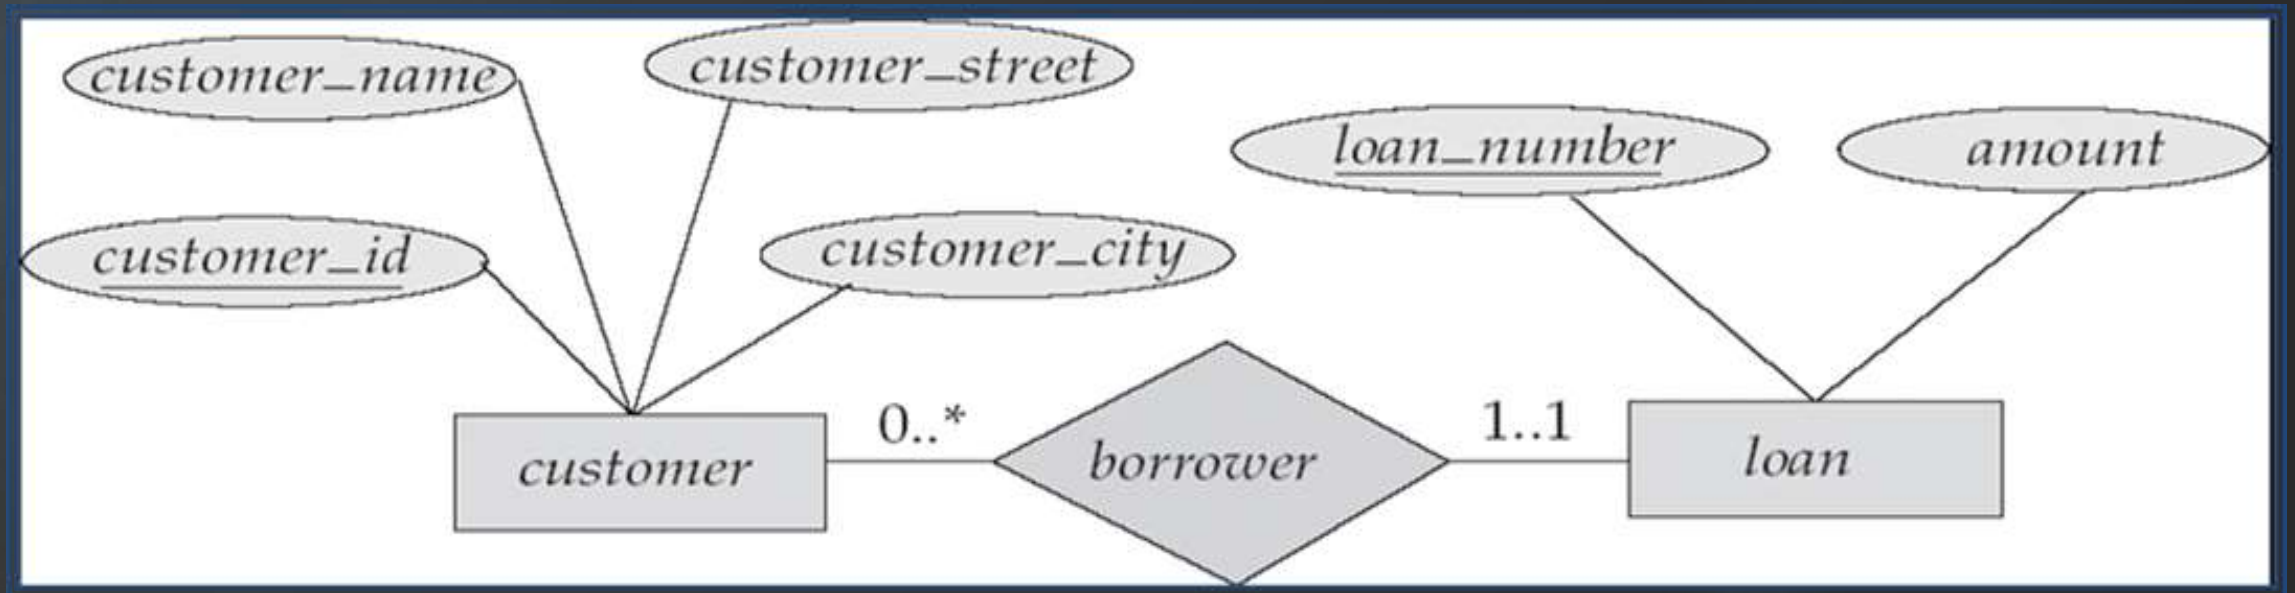 customer_name
customer_street
loan_number
amount
customer_id
customer_city
customer
0..*
borrower
1..1
loan